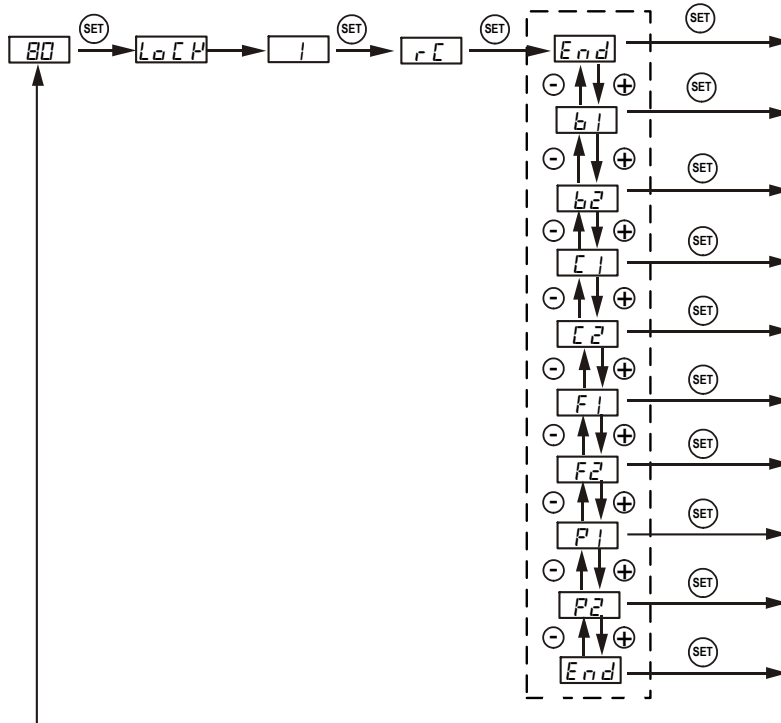 SET SET SET SET
80 LoCK 1 rC End
- +
SET
b1
- +
SET
b2
- +
SET
C1
- +
SET
C2
- +
SET
F1
- +
SET
F2
- +
SET
P1
- +
SET
P2
- +
SET
End